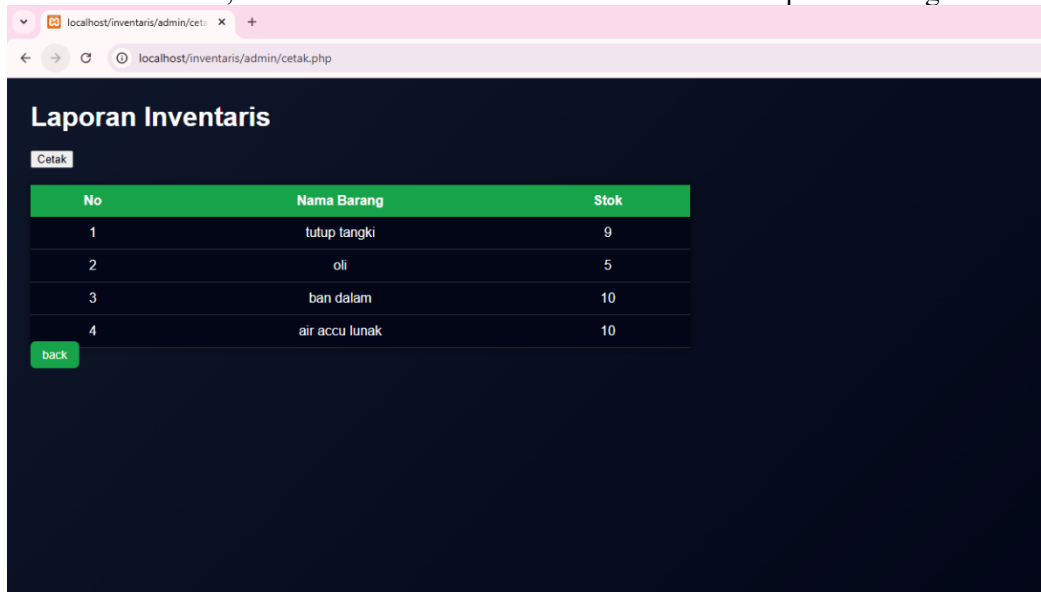 localhost/inventaris/admin/ceta
localhost/inventaris/admin/cetak.php
Laporan Inventaris
Cetak
No Nama Barang Stok
1 tutup tangki 9
2 oli 5
3 ban dalam 10
4 air accu lunak 10
back